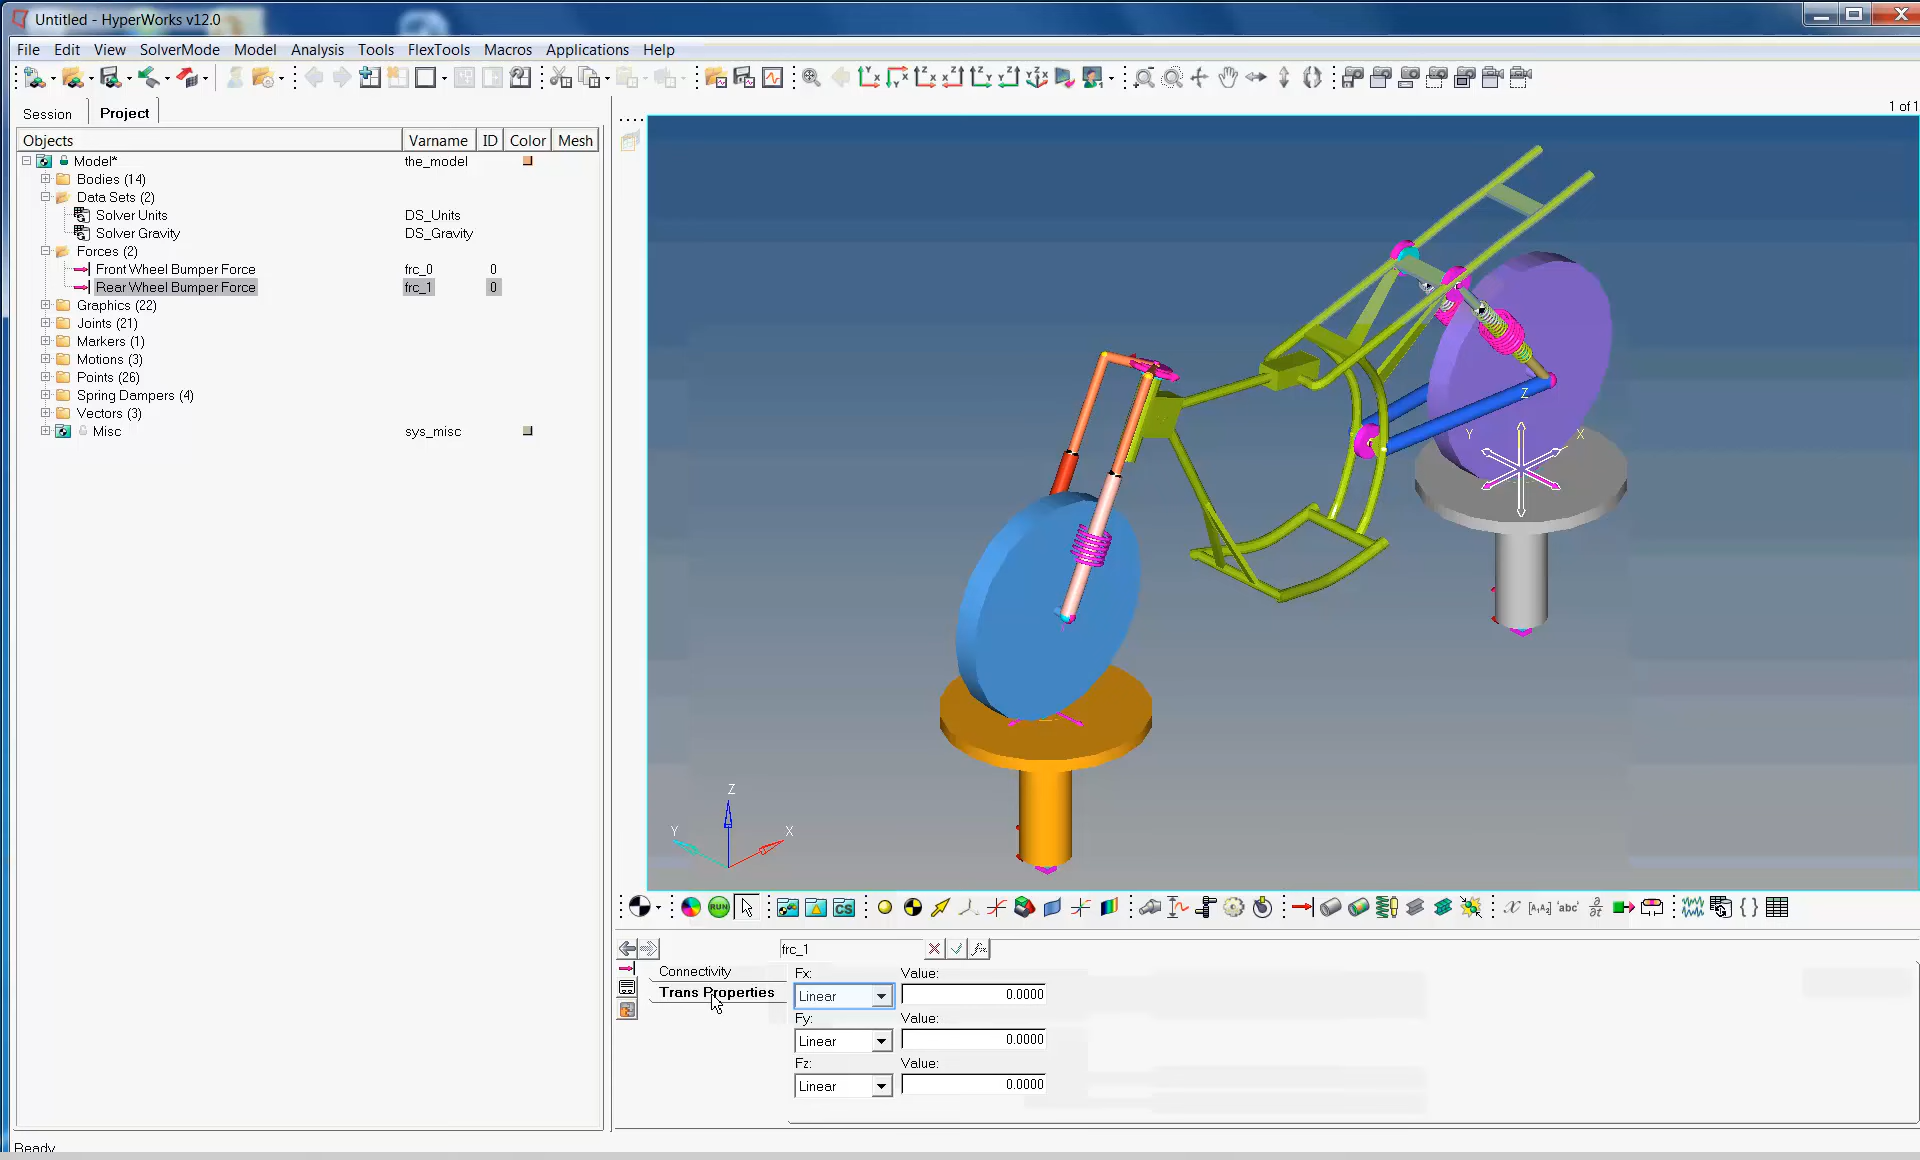 Untitled - HyperWorks v12.0
File Edit View SolverMode Model Analysis Tools FlexTools Macros Applications Help
Session Project
1 of 1
Objects Varname ID Color Mesh
Model* the_model
Bodies (14)
Data Sets (2)
Solver Units DS_Units
Solver Gravity DS_Gravity
Forces (2)
Front Wheel Bumper Force frc_0 0
Rear Wheel Bumper Force frc_1 0
Graphics (22)
Joints (21)
Markers (1)
Motions (3)
Points (26)
Spring Dampers (4)
Vectors (3)
Misc sys_misc
Z
Y X
Z
Y X
RUN CS 'abc' { }
frc_1
Connectivity
Trans Properties
Fx: Value:
Linear 0.0000
Fy: Value:
Linear 0.0000
Fz: Value:
Linear 0.0000
Ready